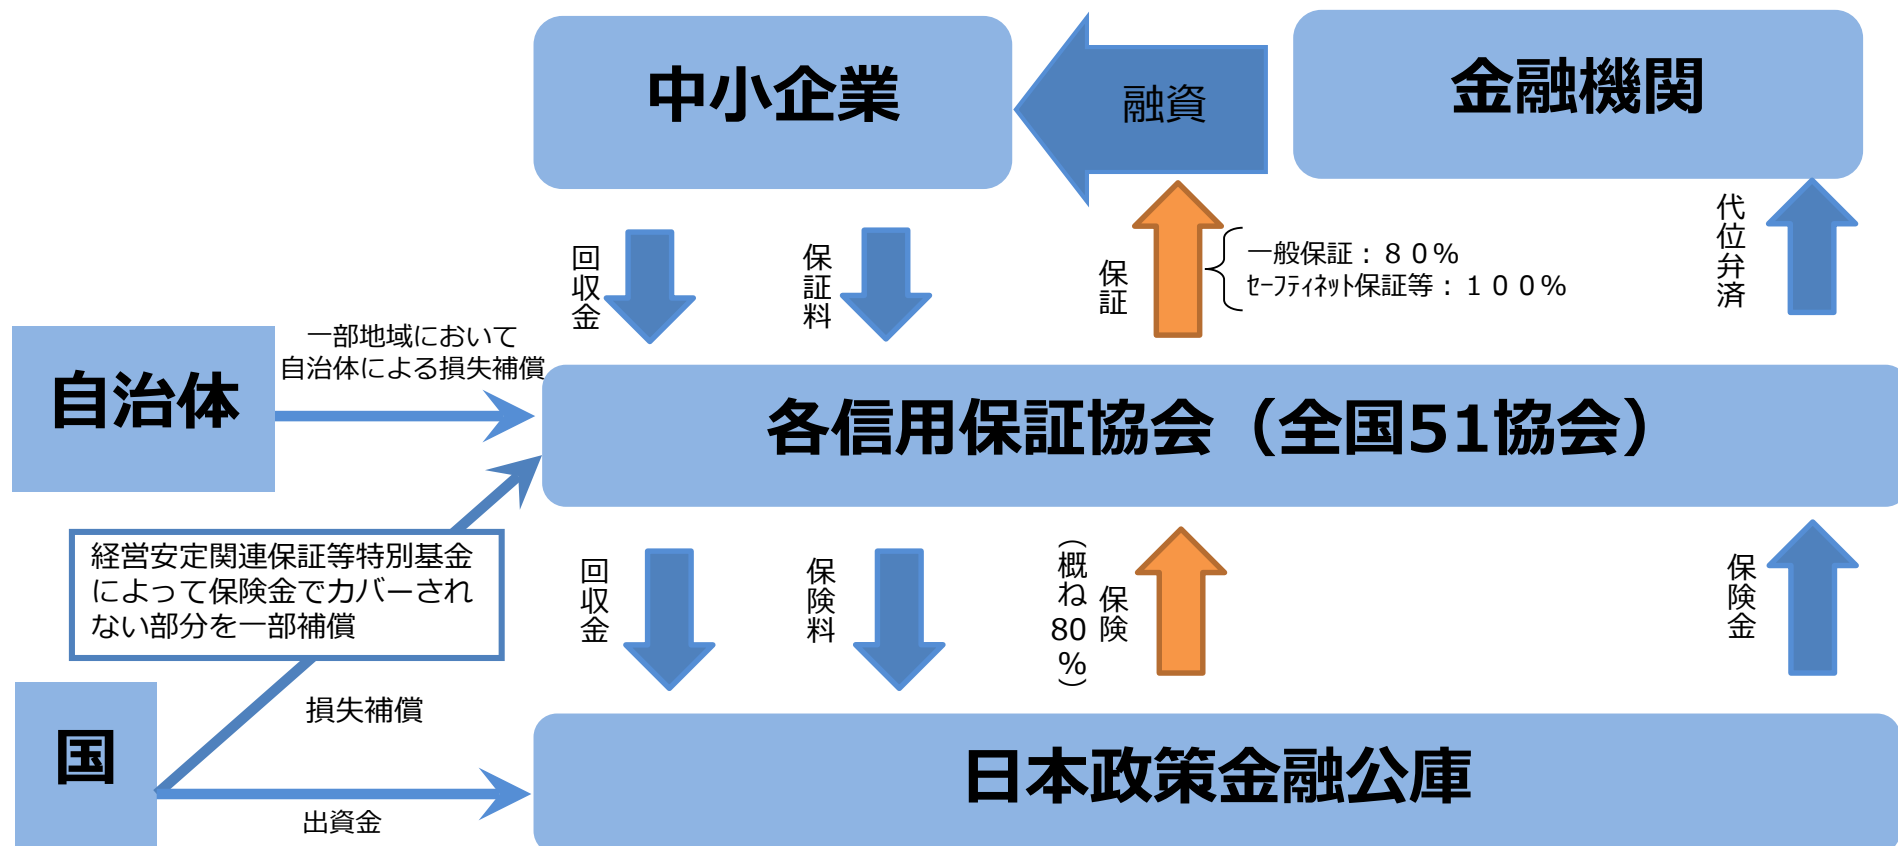 中小企業
融資
金融機関
回収金
保証料
保証
一般保証：８０％
ｾｰﾌﾃｨﾈｯﾄ保証等：１００％
代位弁済
自治体
一部地域において
自治体による損失補償
各信用保証協会（全国51協会）
経営安定関連保証等特別基金
によって保険金でカバーされ
ない部分を一部補償
回収金
保険料
保険
（概ね80％）
保険金
損失補償
国
出資金
日本政策金融公庫